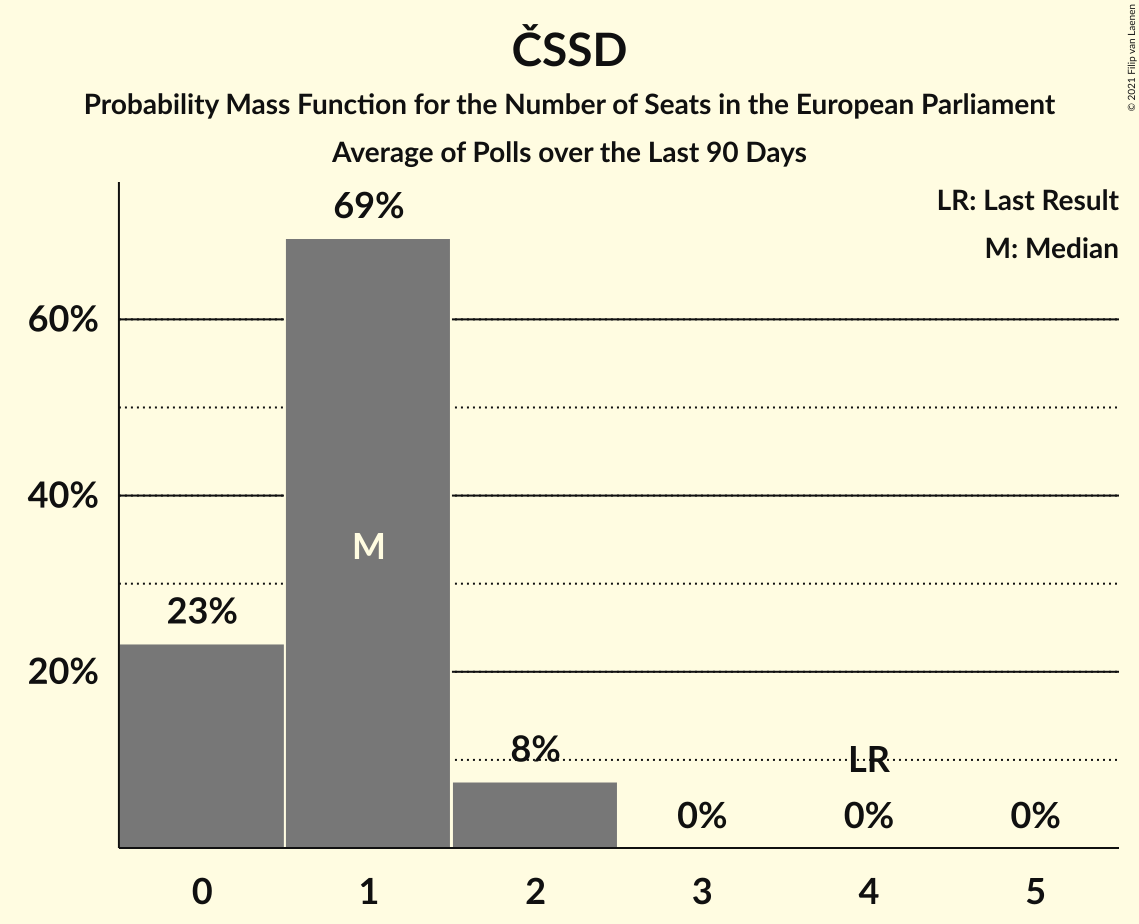 ČSSD
Probability Mass Function for the Number of Seats in the European Parliament
Average of Polls over the Last 90 Days
© 2021 Filip van Laenen
LR: Last Result
M: Median
69%
60%
40%
M
23%
20%
8%
LR
0%
0%
0%
0
1
2
3
4
5